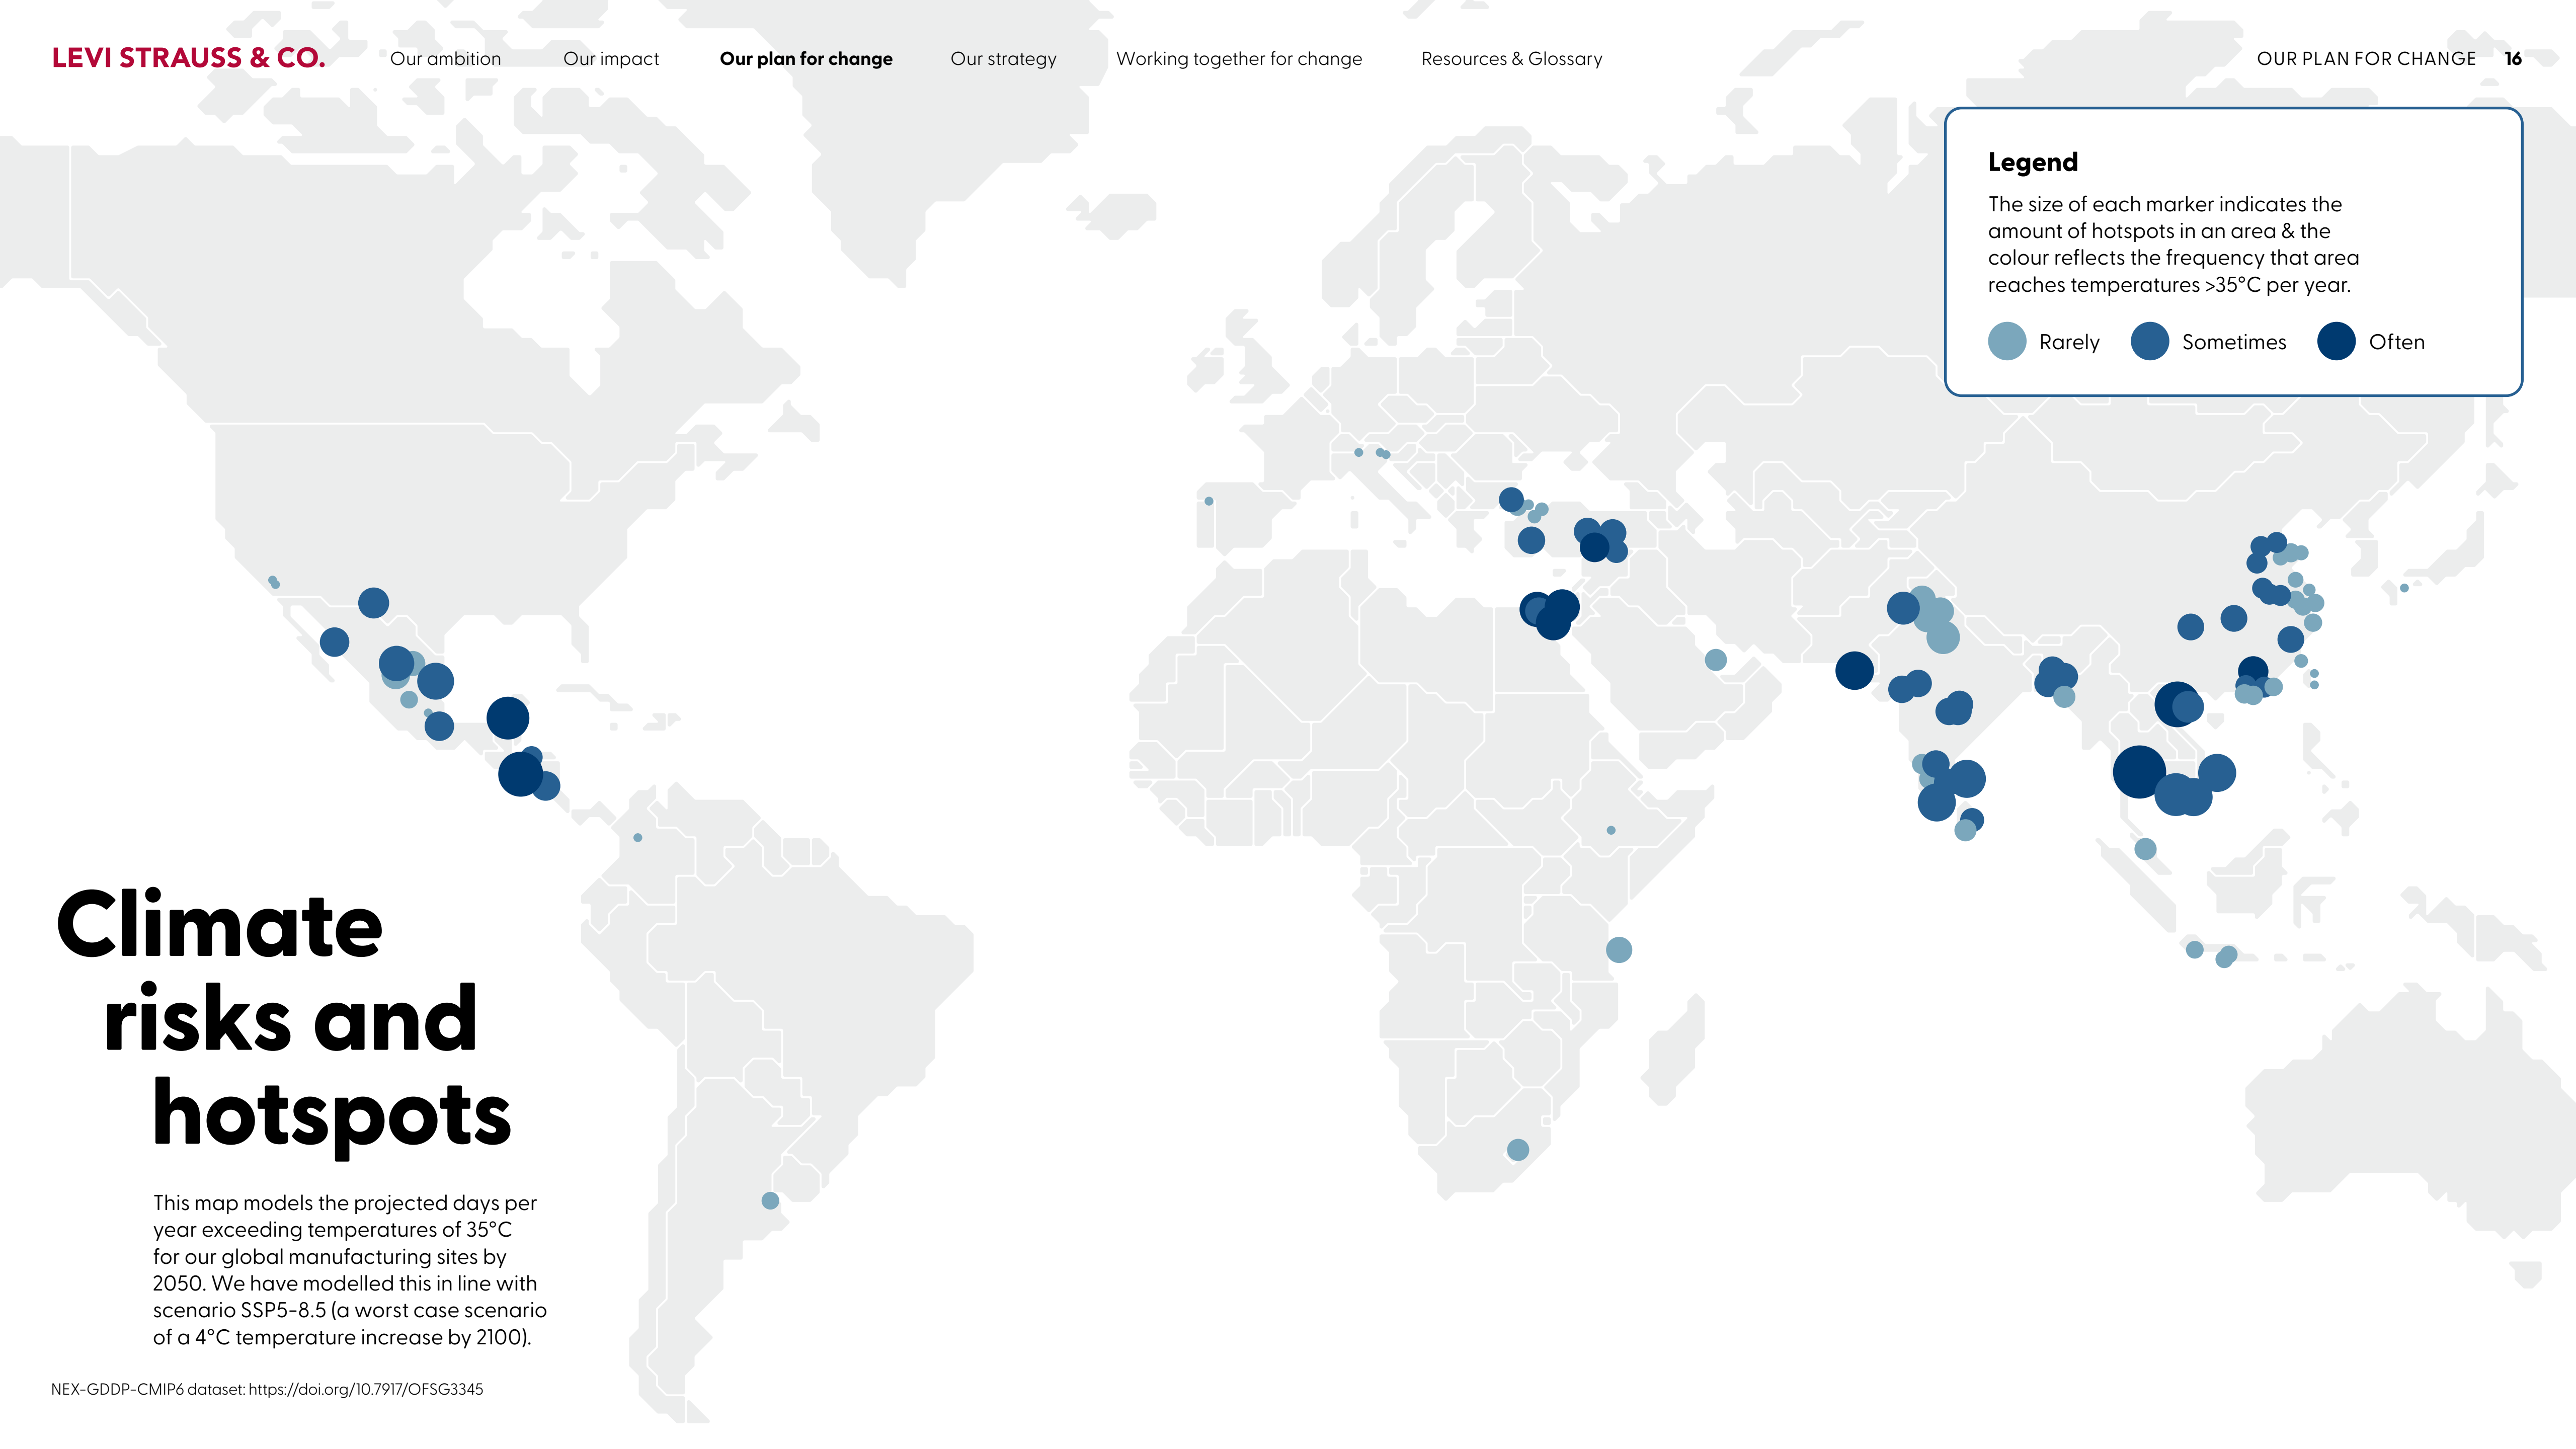 LEVI STRAUSS & CO. Our ambition Our impact Our plan for change Our strategy Working together for change Resources & Glossary OUR PLAN FOR CHANGE 16
Legend
The size of each marker indicates the
amount of hotspots in an area & the
colour reflects the frequency that area
reaches temperatures >35°C per year.
Rarely Sometimes Often
Climate
risks and
hotspots
This map models the projected days per
year exceeding temperatures of 35°C
for our global manufacturing sites by
2050. We have modelled this in line with
scenario SSP5-8.5 (a worst case scenario
of a 4°C temperature increase by 2100).
NEX-GDDP-CMIP6 dataset: https://doi.org/10.7917/OFSG3345